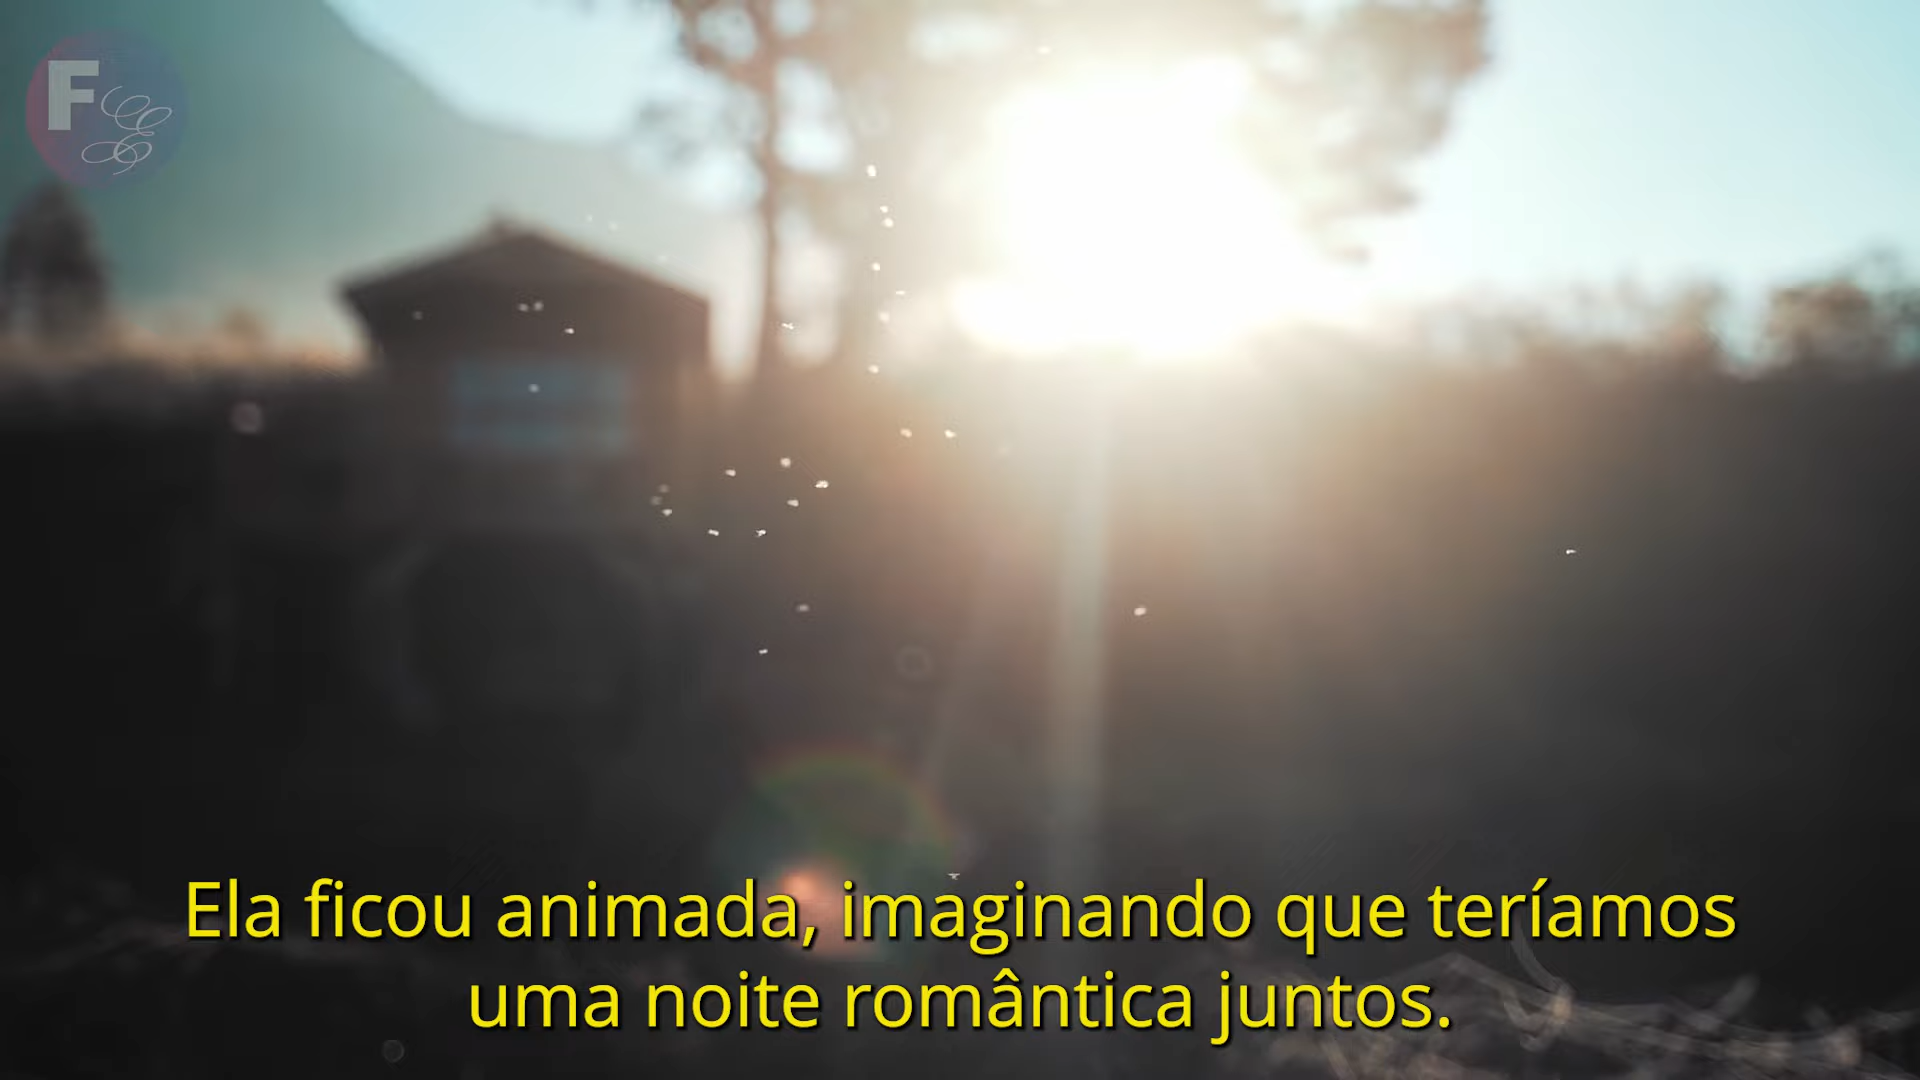 F E
Ela ficou animada, imaginando que teríamos
uma noite romântica juntos.